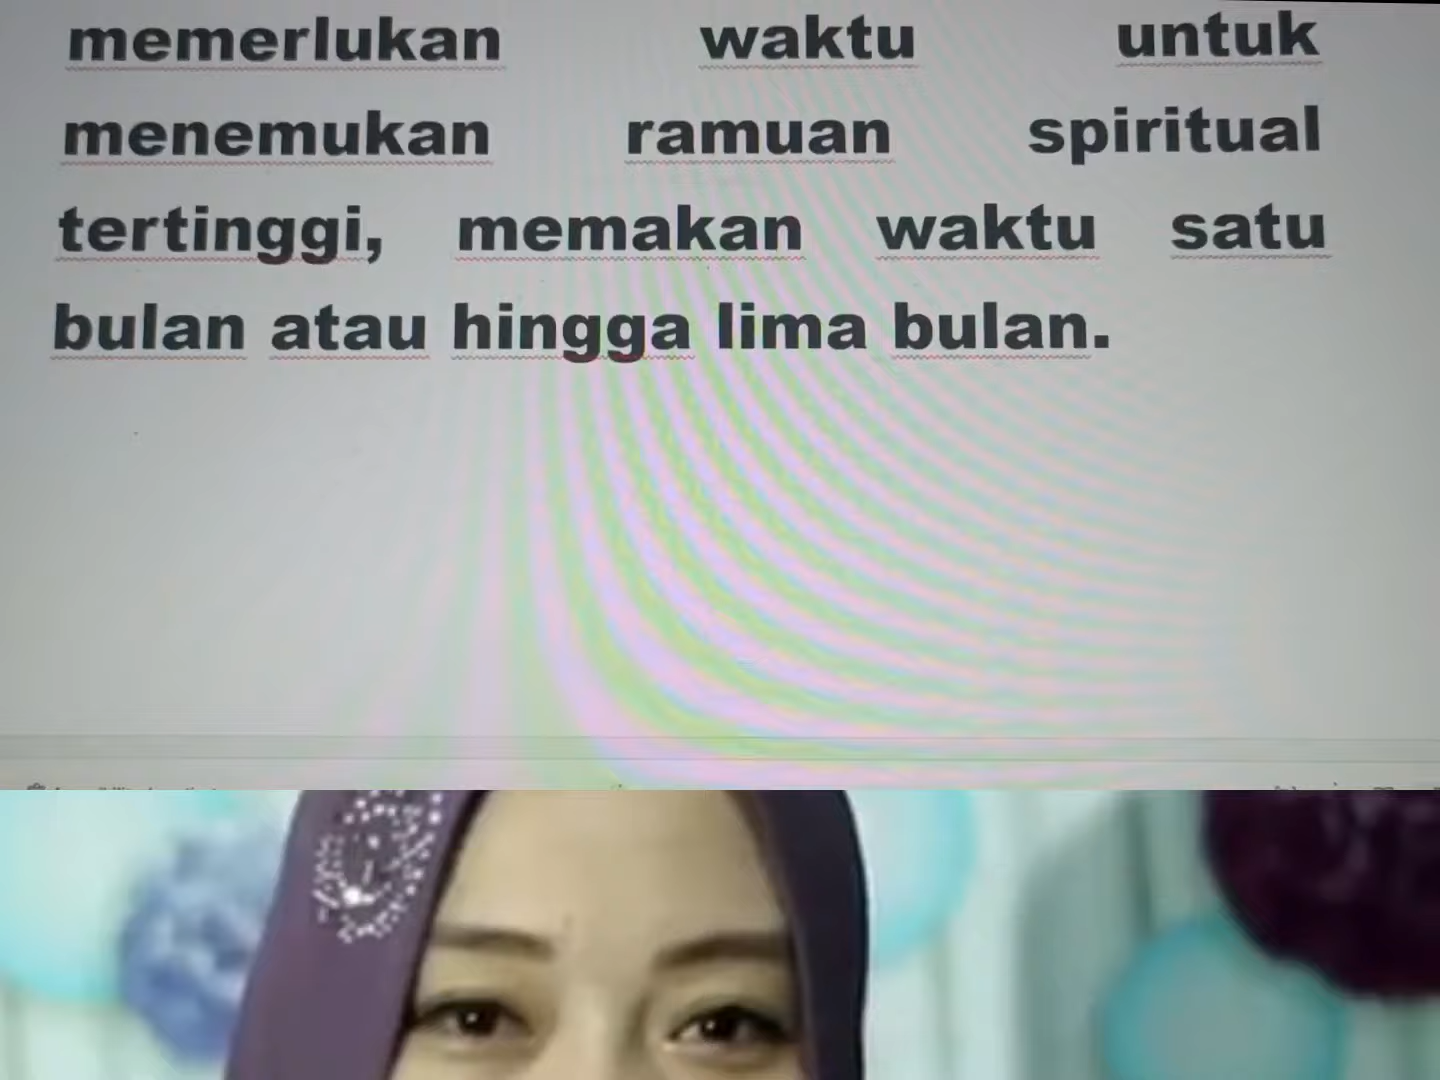 memerlukan waktu untuk
menemukan ramuan spiritual
tertinggi, memakan waktu satu
bulan atau hingga lima bulan.